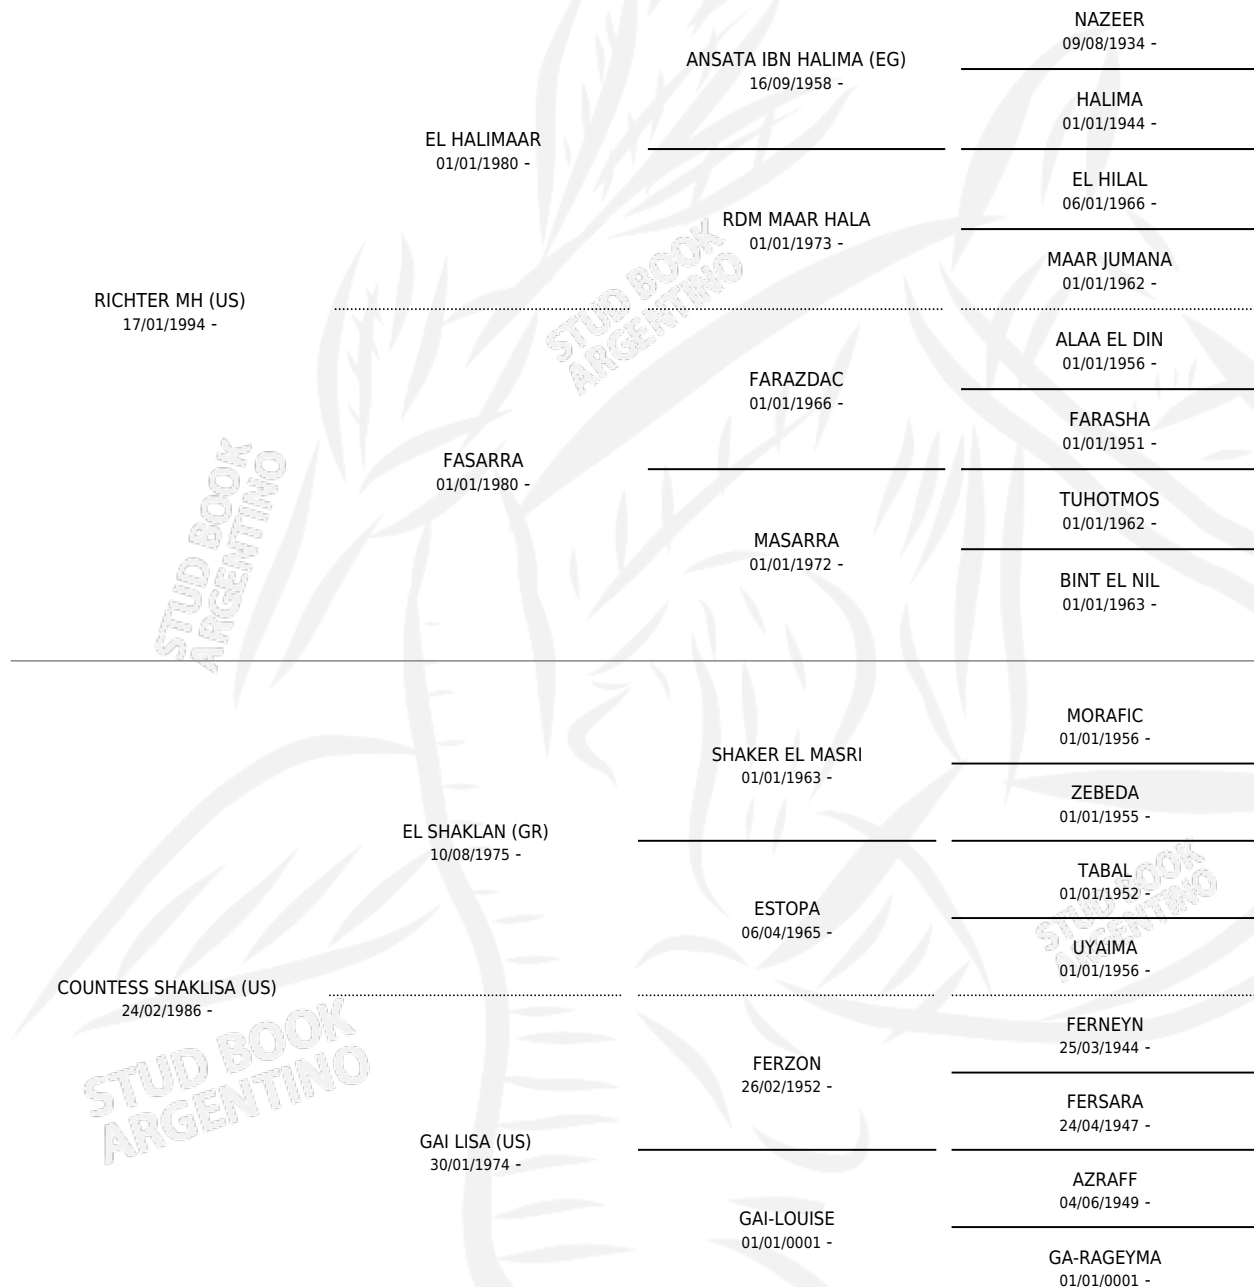 NAZEER
09/08/1934 -
ANSATA IBN HALIMA (EG)
16/09/1958 -
HALIMA
01/01/1944 -
EL HALIMAAR
01/01/1980 -
EL HILAL
06/01/1966 -
RDM MAAR HALA
01/01/1973 -
MAAR JUMANA
01/01/1962 -
RICHTER MH (US)
17/01/1994 -
ALAA EL DIN
01/01/1956 -
FARAZDAC
01/01/1966 -
FARASHA
01/01/1951 -
FASARRA
01/01/1980 -
TUHOTMOS
01/01/1962 -
MASARRA
01/01/1972 -
BINT EL NIL
01/01/1963 -
MORAFIC
01/01/1956 -
SHAKER EL MASRI
01/01/1963 -
ZEBEDA
01/01/1955 -
EL SHAKLAN (GR)
10/08/1975 -
TABAL
01/01/1952 -
ESTOPA
06/04/1965 -
UYAIMA
01/01/1956 -
COUNTESS SHAKLISA (US)
24/02/1986 -
FERNEYN
25/03/1944 -
FERZON
26/02/1952 -
FERSARA
24/04/1947 -
GAI LISA (US)
30/01/1974 -
AZRAFF
04/06/1949 -
GAI-LOUISE
01/01/0001 -
GA-RAGEYMA
01/01/0001 -
STUD BOOK
ARGENTINO
STUD BOOK
ARGENTINO
STUD BOOK
ARGENTINO
STUD BOOK
ARGENTINO